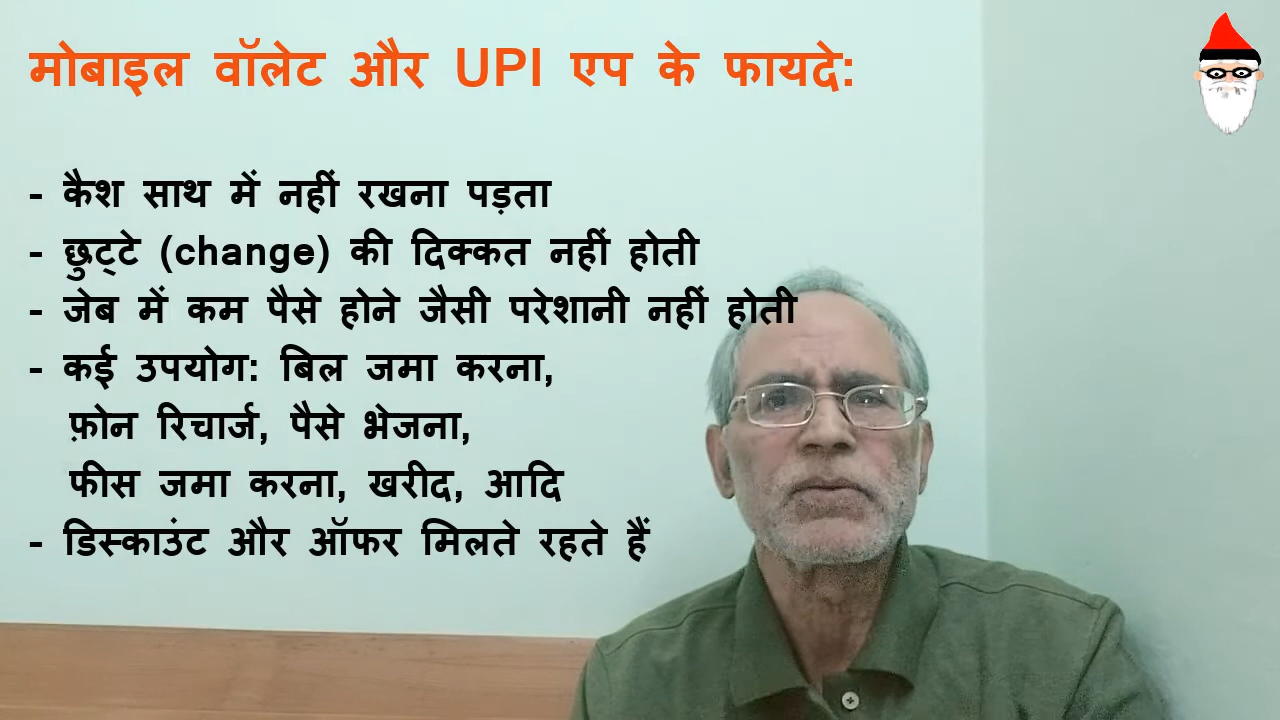 मोबाइल वॉलेट और UPI एप के फायदे:
- कैश साथ में नहीं रखना पड़ता
- छुट्टे (change) की दिक्कत नहीं होती
- जेब में कम पैसे होने जैसी परेशानी नहीं होती
- कई उपयोग: बिल जमा करना,
फ़ोन रिचार्ज, पैसे भेजना,
फीस जमा करना, खरीद, आदि
- डिस्काउंट और ऑफर मिलते रहते हैं